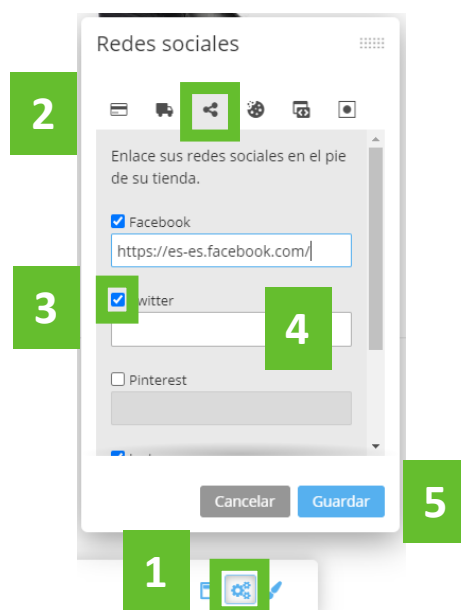 Redes sociales
2
Enlace sus redes sociales en el pie
de su tienda.
Facebook
https://es-es.facebook.com/
3
witter
4
Pinterest
Cancelar
Guardar
5
1